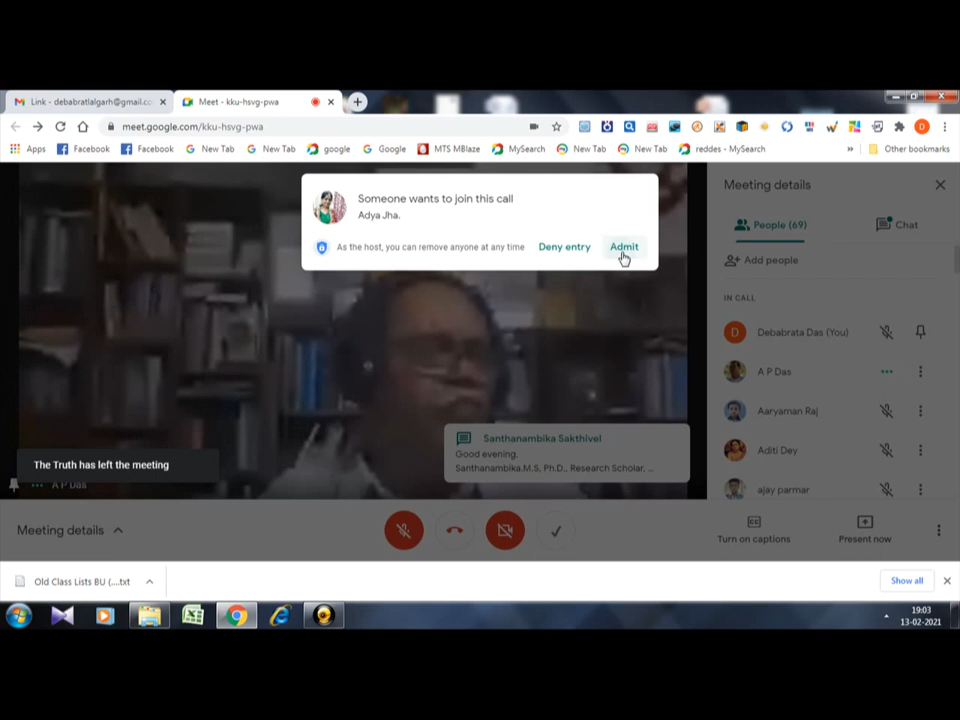 Link - debabratlalgarh@gmail.co
Meet - kku-hsvg-pwa
meet.google.com/kku-hsvg-pwa
D
Apps
Facebook
Facebook
New Tab
New Tab
google
Google
MTS MBlaze
MySearch
New Tab
New Tab
reddes - MySearch
Other bookmarks
Someone wants to join this call
Adya Jha.
As the host, you can remove anyone at any time
Deny entry
Admit
Meeting details
People (69)
Chat
Add people
IN CALL
D
Debabrata Das (You)
A P Das
Aaryaman Raj
Aditi Dey
ajay parmar
Santhanambika Sakthivel
Good evening,
Santhanambika.M.S, Ph.D., Research Scholar, ...
The Truth has left the meeting
A P Das
Meeting details
Turn on captions
Present now
Old Class Lists BU (....txt
Show all
19:03
13-02-2021